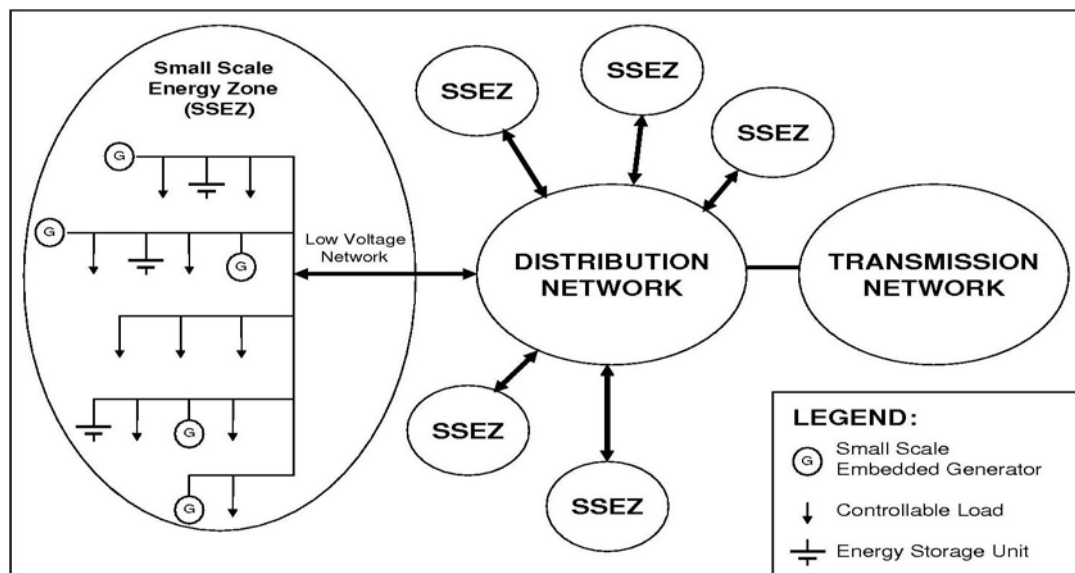 Small Scale
Energy Zone
(SSEZ)
G
G
G
G
G
Low Voltage
Network
SSEZ
SSEZ
SSEZ
DISTRIBUTION
NETWORK
TRANSMISSION
NETWORK
SSEZ
SSEZ
LEGEND:
G
Small Scale
Embedded Generator
Controllable Load
Energy Storage Unit